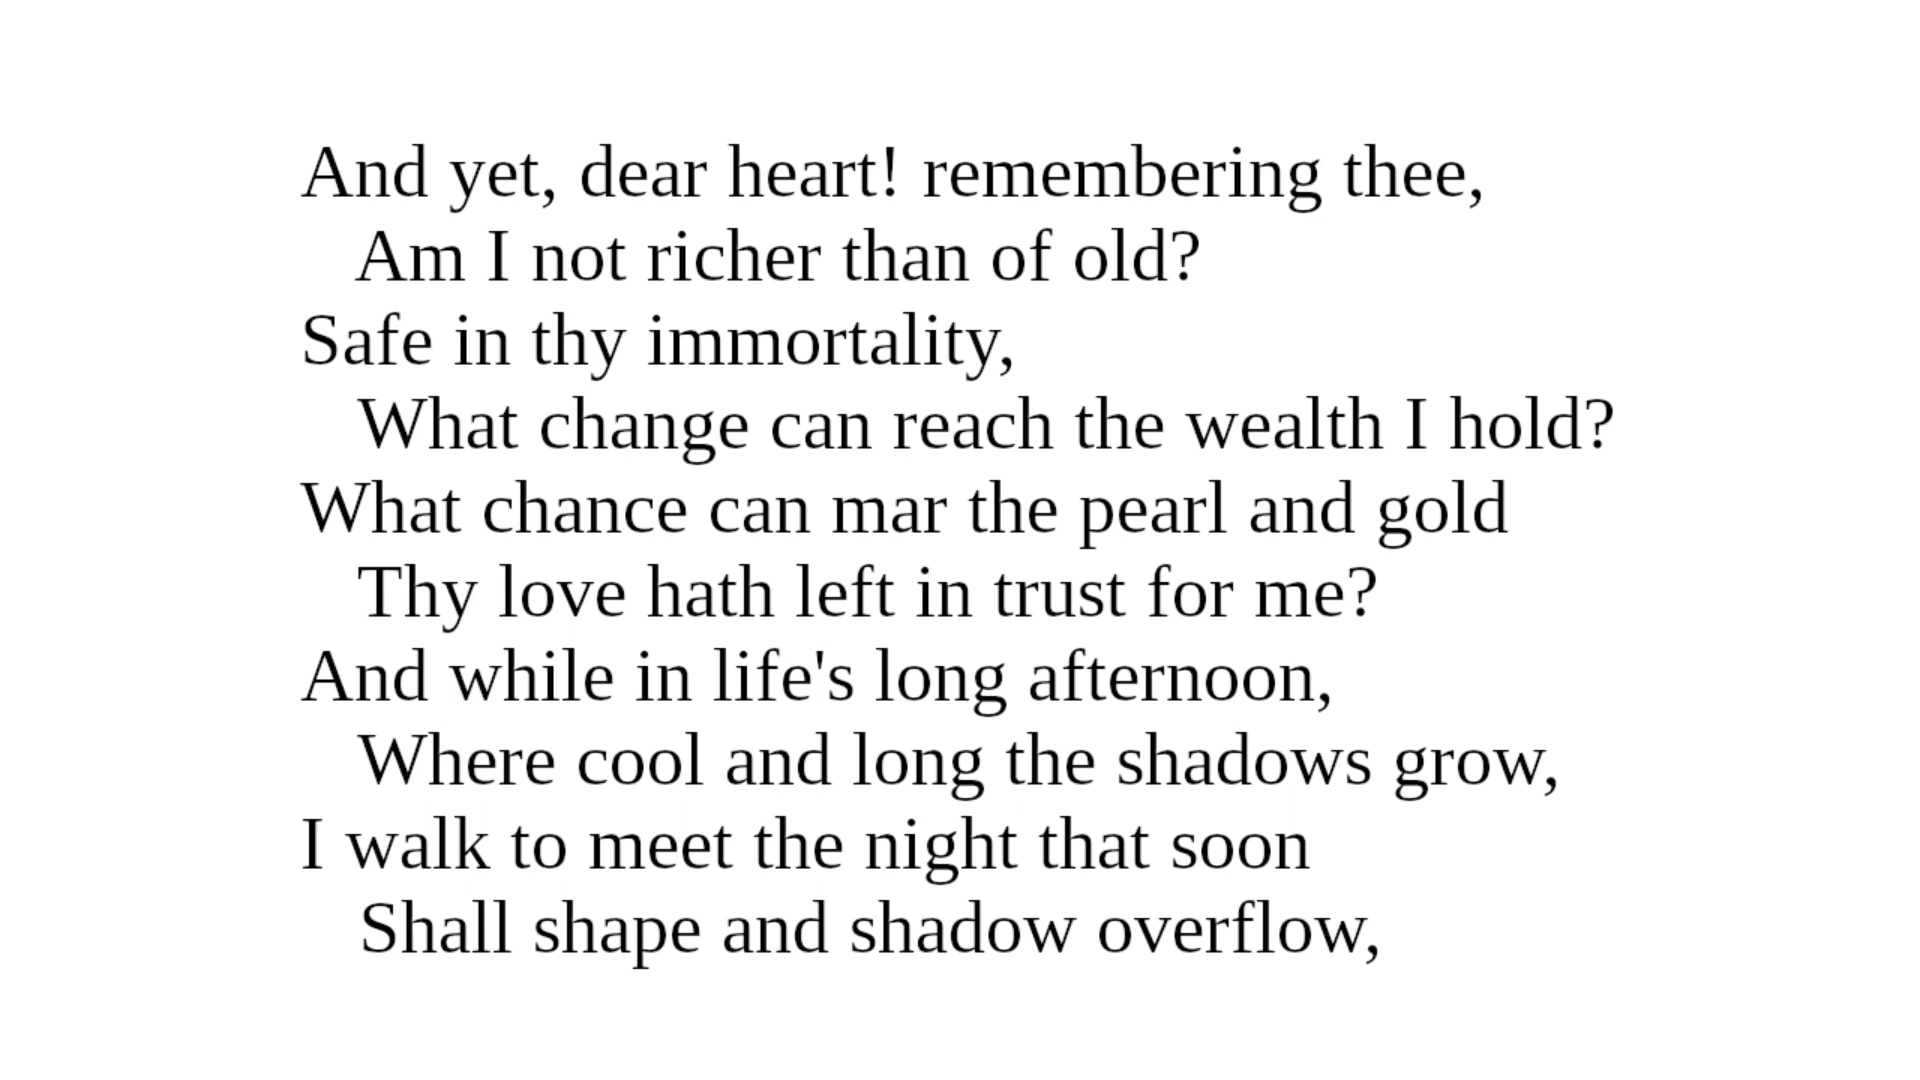 And yet, dear heart! remembering thee,
Am I not richer than of old?
Safe in thy immortality,
What change can reach the wealth I hold?
What chance can mar the pearl and gold
Thy love hath left in trust for me?
And while in life's long afternoon,
Where cool and long the shadows grow,
I walk to meet the night that soon
Shall shape and shadow overflow,